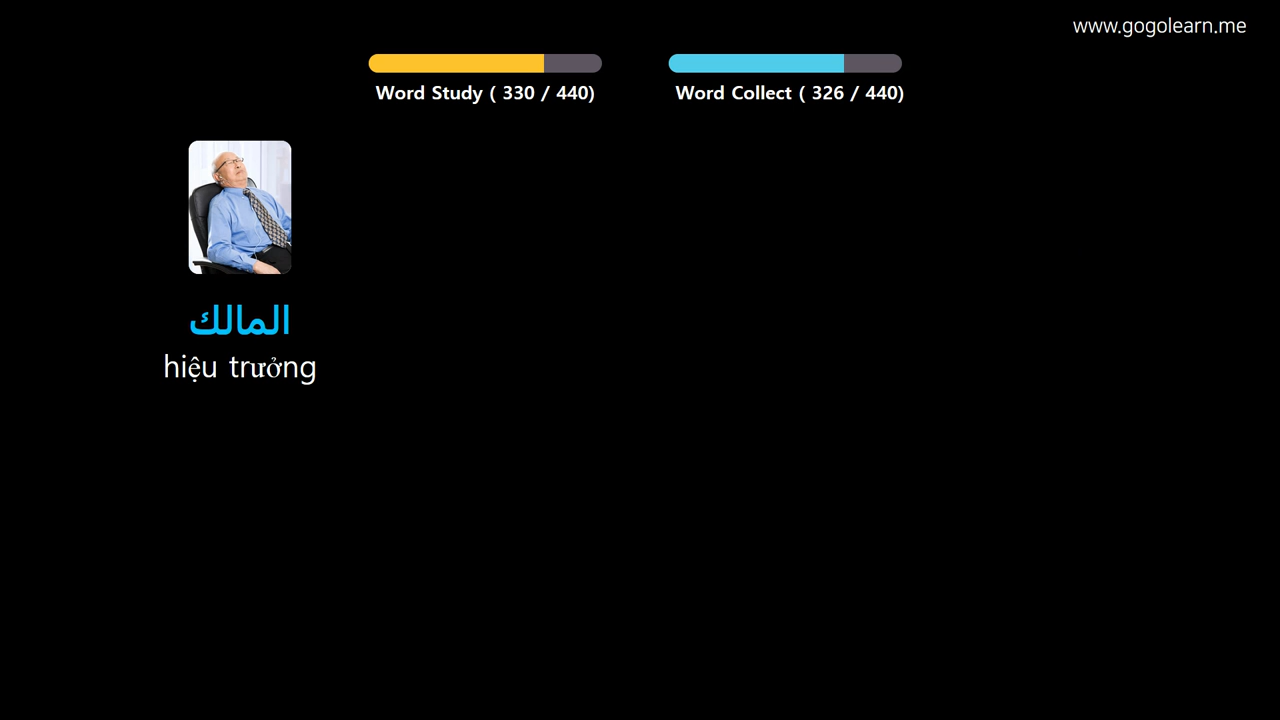 www.gogolearn.me
Word Study ( 330 / 440)
Word Collect ( 326 / 440)
المالك
hiệu trưởng